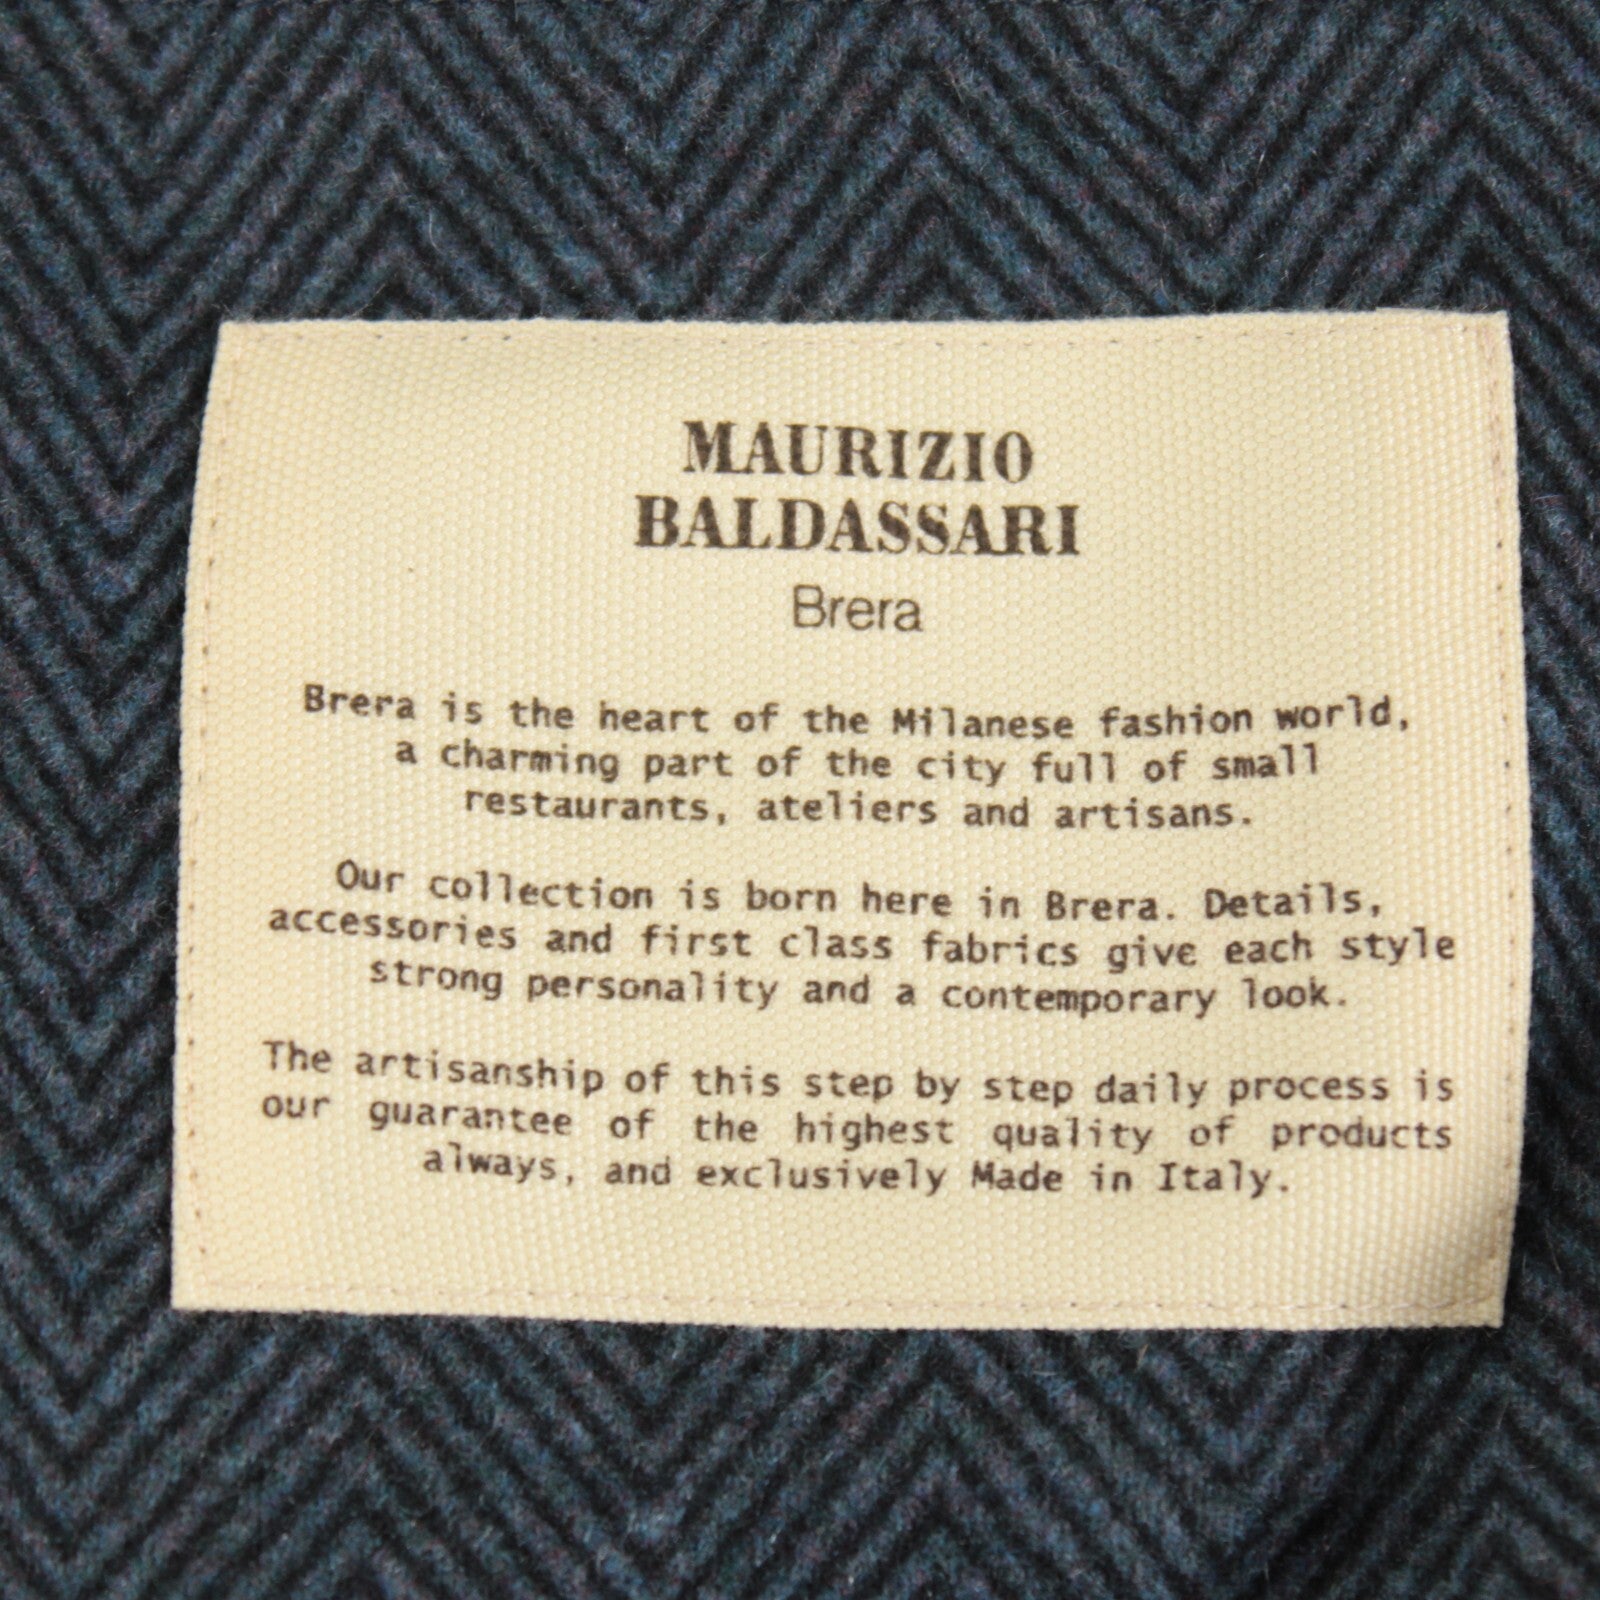 MAURIZIO
BALDASSARI
Brera
Brera is the heart of the Milanese fashion world,
a charming part of the city full of small
restaurants, ateliers and artisans.
Our collection is born here in Brera. Details,
accessories and first class fabrics give each style
strong personality and a contemporary look.
The artisanship of this step by step daily process is
our guarantee of the highest quality of products
always, and exclusively Made in Italy.